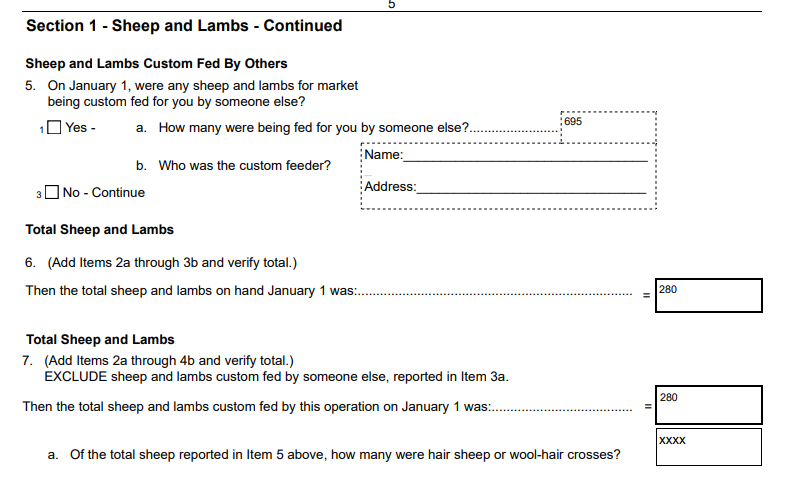 5
Section 1 - Sheep and Lambs - Continued
Sheep and Lambs Custom Fed By Others
5. On January 1, were any sheep and lambs for market
being custom fed for you by someone else?
1 Yes - a. How many were being fed for you by someone else?........................ 695
b. Who was the custom feeder? Name:
Address:
3 No - Continue
Total Sheep and Lambs
6. (Add Items 2a through 3b and verify total.)
Then the total sheep and lambs on hand January 1 was:............................................................................ = 280
Total Sheep and Lambs
7. (Add Items 2a through 4b and verify total.)
EXCLUDE sheep and lambs custom fed by someone else, reported in Item 3a.
Then the total sheep and lambs custom fed by this operation on January 1 was:....................................... = 280
a. Of the total sheep reported in Item 5 above, how many were hair sheep or wool-hair crosses? xxxx